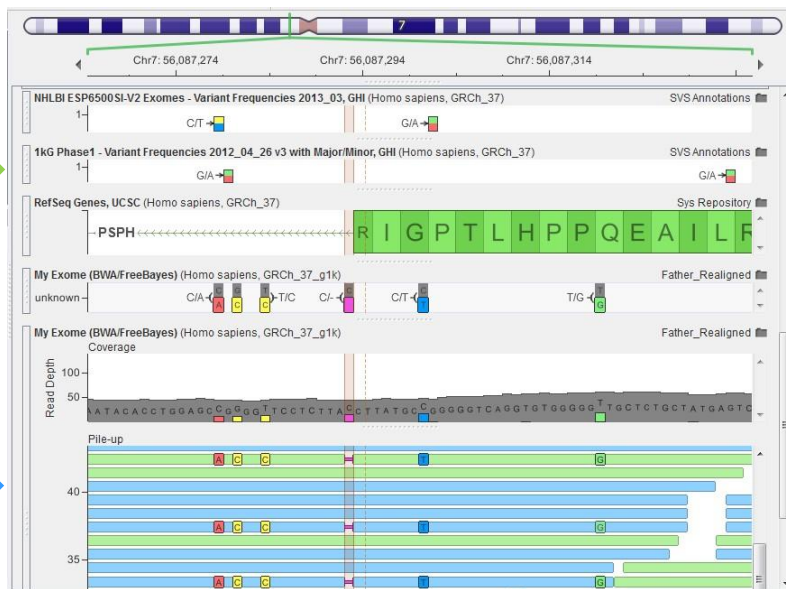 7
Chr7: 56,087,274 Chr7: 56,087,294 Chr7: 56,087,314
NHLBI ESP6500SI-V2 Exomes - Variant Frequencies 2013_03, GHI (Homo sapiens, GRCh_37) SVS Annotations
1
C/T G/A
1kG Phase1 - Variant Frequencies 2012_04_26 v3 with Major/Minor, GHI (Homo sapiens, GRCh_37) SVS Annotations
1
G/A G/A
RefSeq Genes, UCSC (Homo sapiens, GRCh_37) Sys Repository
PSPH R I G P T L H P P Q E A I L R
My Exome (BWA/FreeBayes) (Homo sapiens, GRCh_37_g1k) Father_Realigned
C G T C C T
unknown C/A T/C C/- C/T T/G
A C C T G
My Exome (BWA/FreeBayes) (Homo sapiens, GRCh_37_g1k) Father_Realigned
Coverage
Read Depth
100
50
A A T A C A C C T G G A G C C G G G T T C C T C T T A C C T T A T G C C G G G G G T C A G G T G T G G G G G T T G C T C T G C T A T G A G T C
Pile-up
A C C T G
40
A C C T G
35
A C C T G